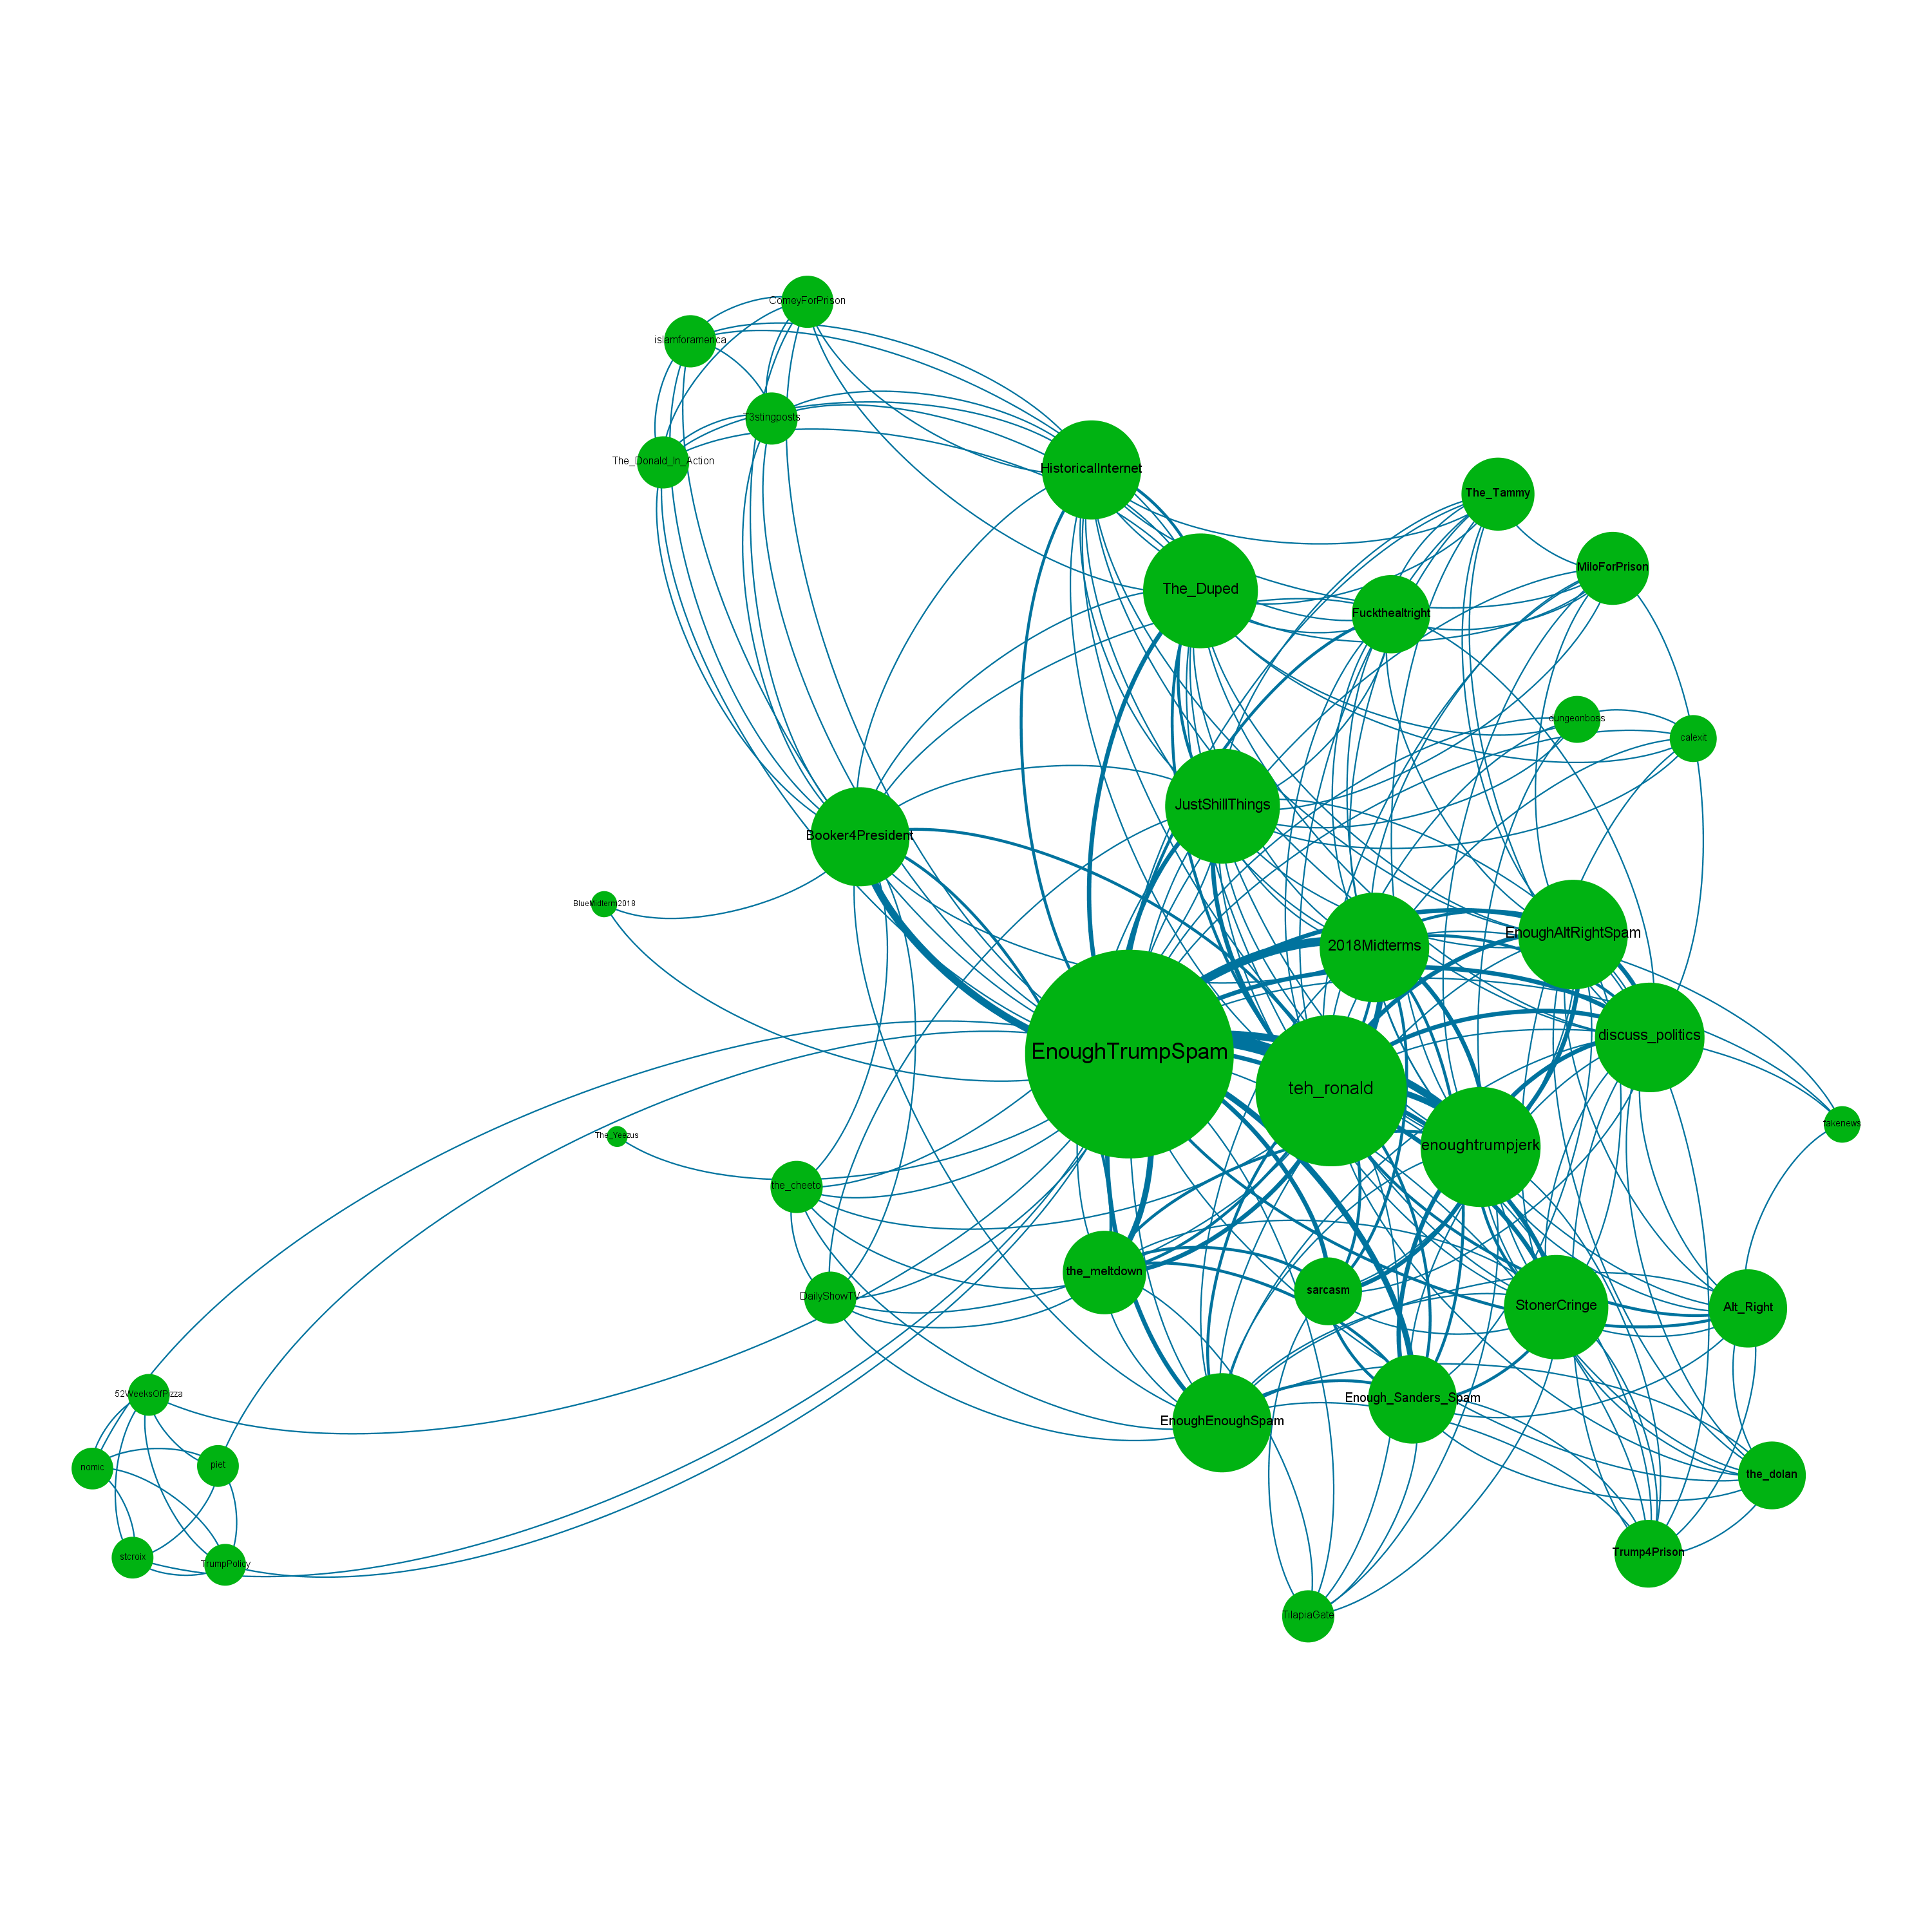 ComeyForPrison
islamforamerica
T3stingposts
The_Donald_In_Action
HistoricalInternet
The_Tammy
MiloForPrison
The_Duped
Fuckthealtright
dungeonboss
calexit
JustShillThings
Booker4President
BlueMidterm2018
EnoughAltRightSpam
2018Midterms
discuss_politics
EnoughTrumpSpam
teh_ronald
fakenews
The_Yeezus
enoughtrumpjerk
the_cheeto
the_meltdown
sarcasm
DailyShowTV
StonerCringe
Alt_Right
52WeeksOfPizza
Enough_Sanders_Spam
EnoughEnoughSpam
piet
nomic
the_dolan
Trump4Prison
stcroix
TrumpPolicy
TilapiaGate